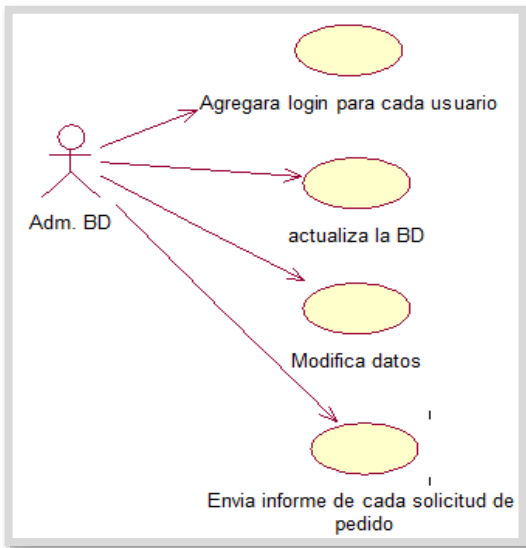 Agregara login para cada usuario
Adm. BD
actualiza la BD
Modifica datos
Envia informe de cada solicitud de
pedido